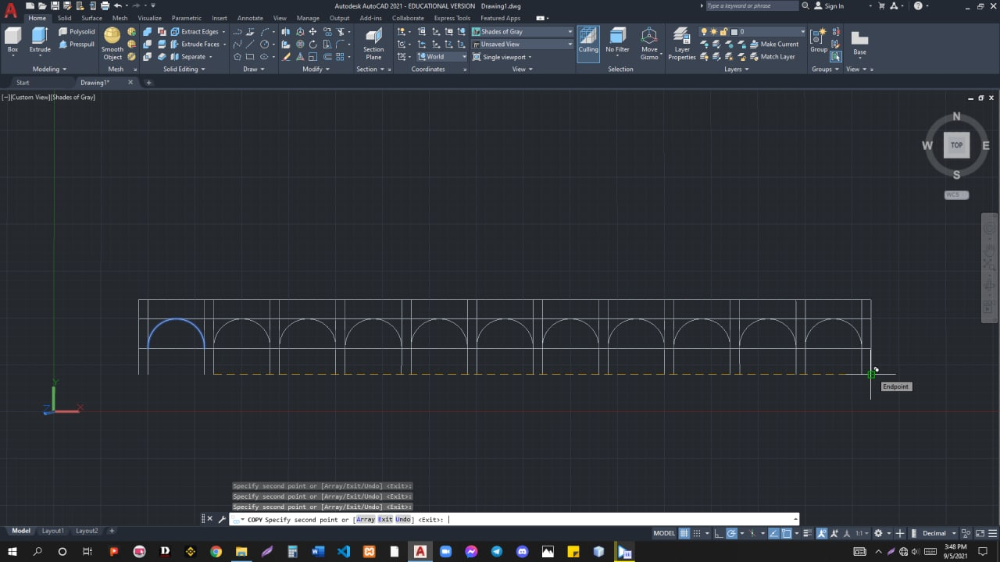 Autodesk AutoCAD 2021 - EDUCATIONAL VERSION Drawing1.dwg
Type a keyword or phrase
Sign In
Home Solid Surface Mesh Visualize Parametric Insert Annotate View Manage Output Add-ins Collaborate Express Tools Featured Apps
Polysolid Extract Edges Shades of Gray 0
Box Extrude Presspull Smooth Object Extrude Faces Section Plane Unsaved View Culling No Filter Move Gizmo Layer Properties Make Current Group Base
Separate World Single viewport Match Layer
Modeling Mesh Solid Editing Draw Modify Section Coordinates View Selection Layers Groups View
Start Drawing1*
[−][Custom View][Shades of Gray]
N
W TOP E
S
WCS
Endpoint
Y
Z X
Specify second point or [Array/Exit/Undo] <Exit>:
Specify second point or [Array/Exit/Undo] <Exit>:
Specify second point or [Array/Exit/Undo] <Exit>:
COPY Specify second point or [Array Exit Undo] <Exit>:
Model Layout1 Layout2 MODEL 1:1 Decimal
3:48 PM
9/5/2021